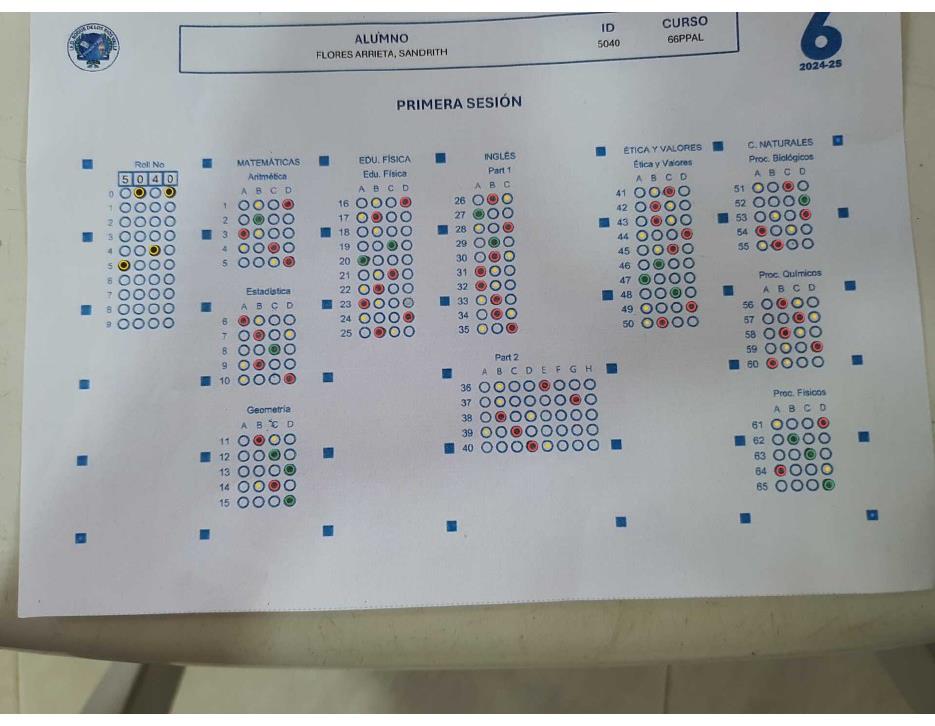 ALUMNO
FLORES ARRIETA, SANDRITH
ID
5040
CURSO
66PPAL
6
2024-25
PRIMERA SESIÓN
Roll No
5 0 4 0
0
1
2
3
4
5
6
7
8
9
MATEMÁTICAS
Aritmética
A B C D
1
2
3
4
5
Estadística
A B C D
6
7
8
9
10
Geometría
A B C D
11
12
13
14
15
EDU. FÍSICA
Edu. Física
A B C D
16
17
18
19
20
21
22
23
24
25
INGLÉS
Part 1
A B C
26
27
28
29
30
31
32
33
34
35
Part 2
A B C D E F G H
36
37
38
39
40
ÉTICA Y VALORES
Ética y Valores
A B C D
41
42
43
44
45
46
47
48
49
50
C. NATURALES
Proc. Biológicos
A B C D
51
52
53
54
55
Proc. Químicos
A B C D
56
57
58
59
60
Proc. Físicos
A B C D
61
62
63
64
65